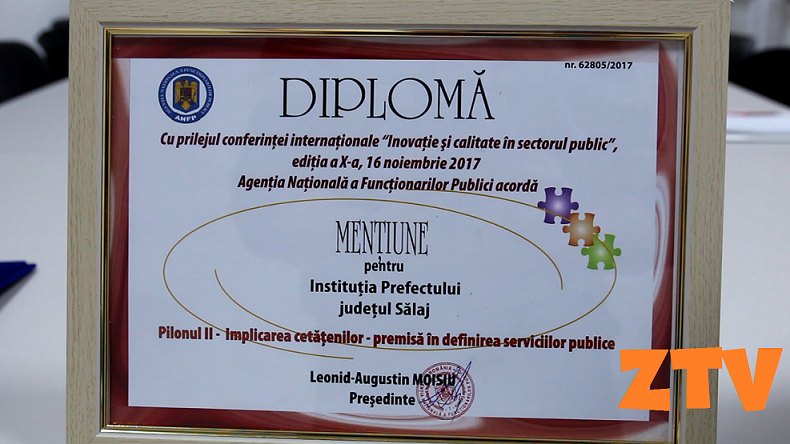 nr. 62805/2017
ANFP
DIPLOMĂ
Cu prilejul conferinței internaționale "Inovație și calitate în sectorul public",
ediția a X-a, 16 noiembrie 2017
Agenția Națională a Funcționarilor Publici acordă
MENȚIUNE
pentru
Instituția Prefectului
județul Sălaj
Pilonul II - Implicarea cetățenilor - premisă în definirea serviciilor publice
Leonid-Augustin MOISIU
Președinte
ZTV